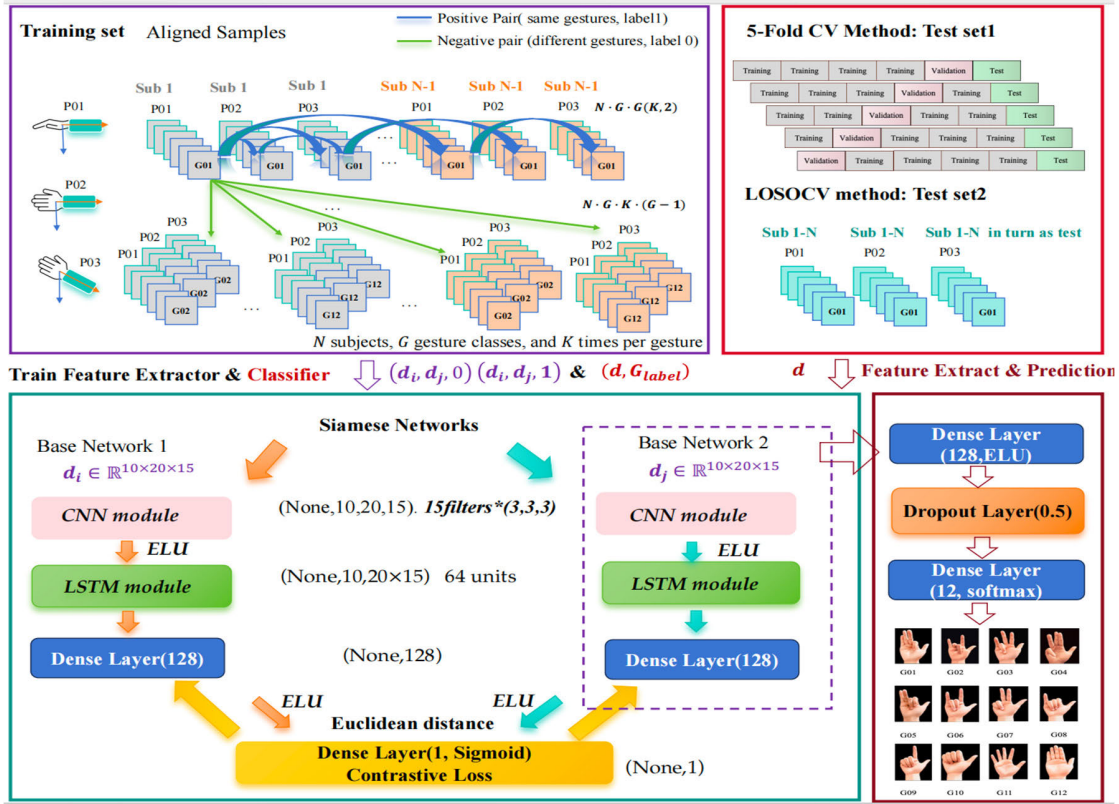 Training set
Aligned Samples
Positive Pair( same gestures, label1)
Negative pair (different gestures, label 0)
Sub 1 Sub 1 Sub 1 Sub N-1 Sub N-1 Sub N-1
P01 P01 P02 P03 P01 P02 P03 N·G·G(K,2)
... ...
G01 G01 G01 G01 G01 G01
P02
... N·G·K·(G−1)
P03 P03 P03 P03
P02 P02 P02 P02
P01 P01 P01 P01
P03
G02 G12 G02 G12
G02 G12 G02 G12
G02 ... G12 ... G02 G12
N subjects, G gesture classes, and K times per gesture
5-Fold CV Method: Test set1
Training Training Training Training Validation Test
Training Training Training Validation Training Test
Training Training Validation Training Training Test
Training Validation Training Training Training Test
Validation Training Training Training Training Test
LOSOCV method: Test set2
Sub 1-N Sub 1-N Sub 1-N in turn as test
P01 P02 P03
G01 G01 G01
Train Feature Extractor & Classifier
(dᵢ, dⱼ, 0) (dᵢ, dⱼ, 1) & (d, G_label)
d Feature Extract & Prediction
Siamese Networks
Base Network 1
dᵢ ∈ ℝ^10×20×15
Base Network 2
dⱼ ∈ ℝ^10×20×15
CNN module
(None,10,20,15). 15filters*(3,3,3)
CNN module
ELU
ELU
LSTM module
(None,10,20×15) 64 units
LSTM module
Dense Layer(128)
(None,128)
Dense Layer(128)
ELU
ELU
Euclidean distance
Dense Layer(1, Sigmoid)
Contrastive Loss
(None,1)
Dense Layer
(128,ELU)
Dropout Layer(0.5)
Dense Layer
(12, softmax)
G01 G02 G03 G04
G05 G06 G07 G08
G09 G10 G11 G12